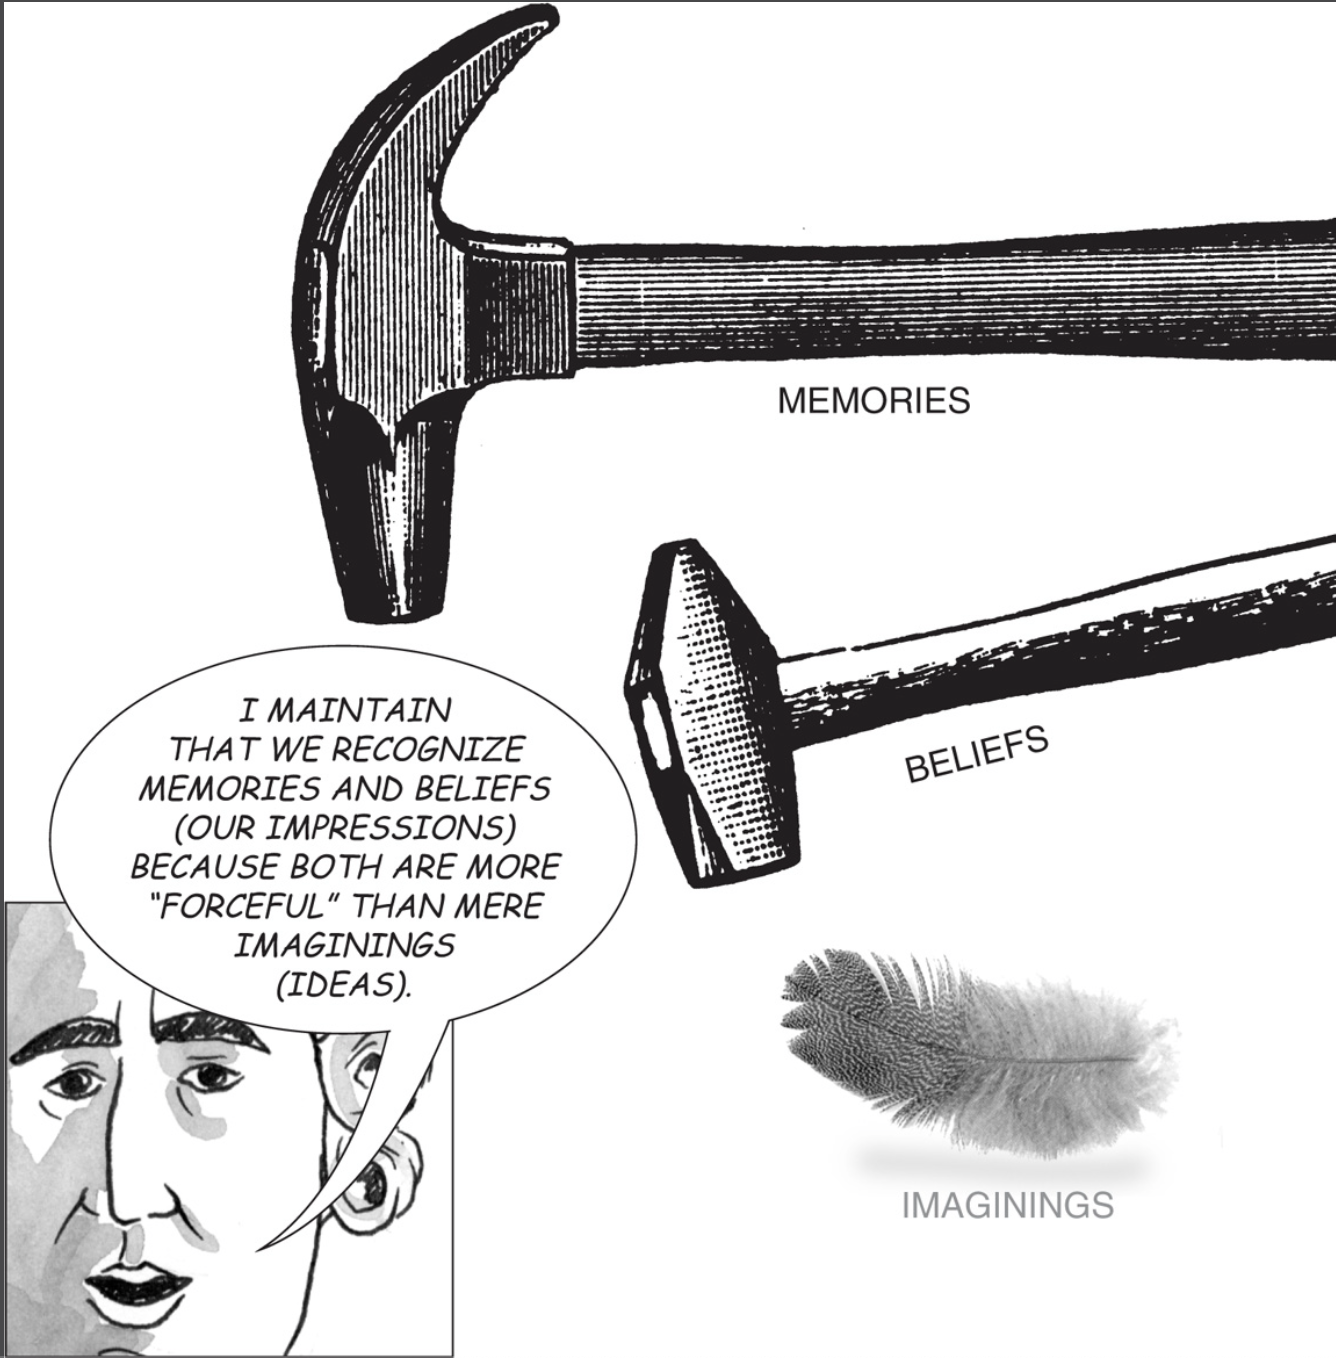 MEMORIES
BELIEFS
I MAINTAIN
THAT WE RECOGNIZE
MEMORIES AND BELIEFS
(OUR IMPRESSIONS)
BECAUSE BOTH ARE MORE
“FORCEFUL” THAN MERE
IMAGININGS
(IDEAS).
IMAGININGS